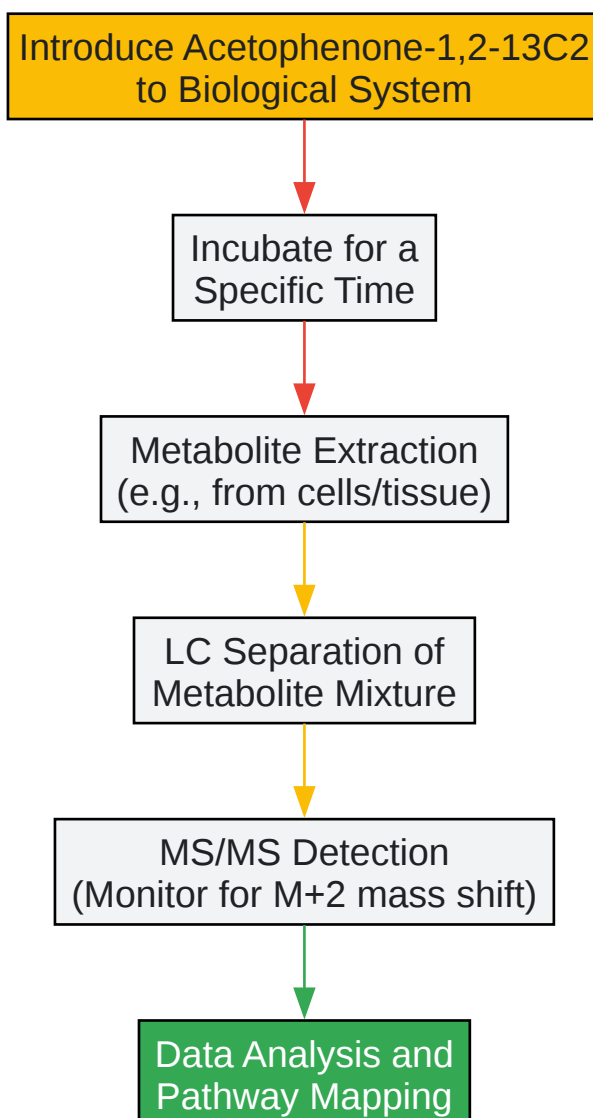 Introduce Acetophenone-1,2-13C2
to Biological System
Incubate for a
Specific Time
Metabolite Extraction
(e.g., from cells/tissue)
LC Separation of
Metabolite Mixture
MS/MS Detection
(Monitor for M+2 mass shift)
Data Analysis and
Pathway Mapping